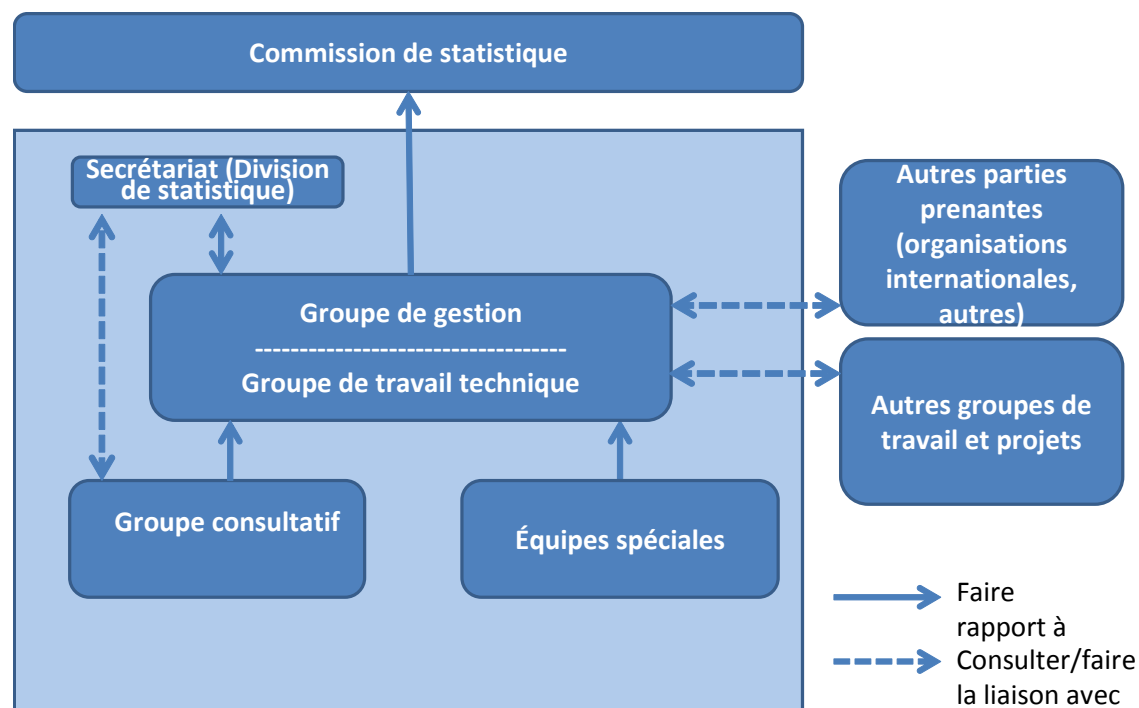 Commission de statistique
Secrétariat (Division
de statistique)
Groupe de gestion
-----------------------------------
Groupe de travail technique
Groupe consultatif
Équipes spéciales
Autres parties
prenantes
(organisations
internationales,
autres)
Autres groupes de
travail et projets
Faire
rapport à
Consulter/faire
la liaison avec